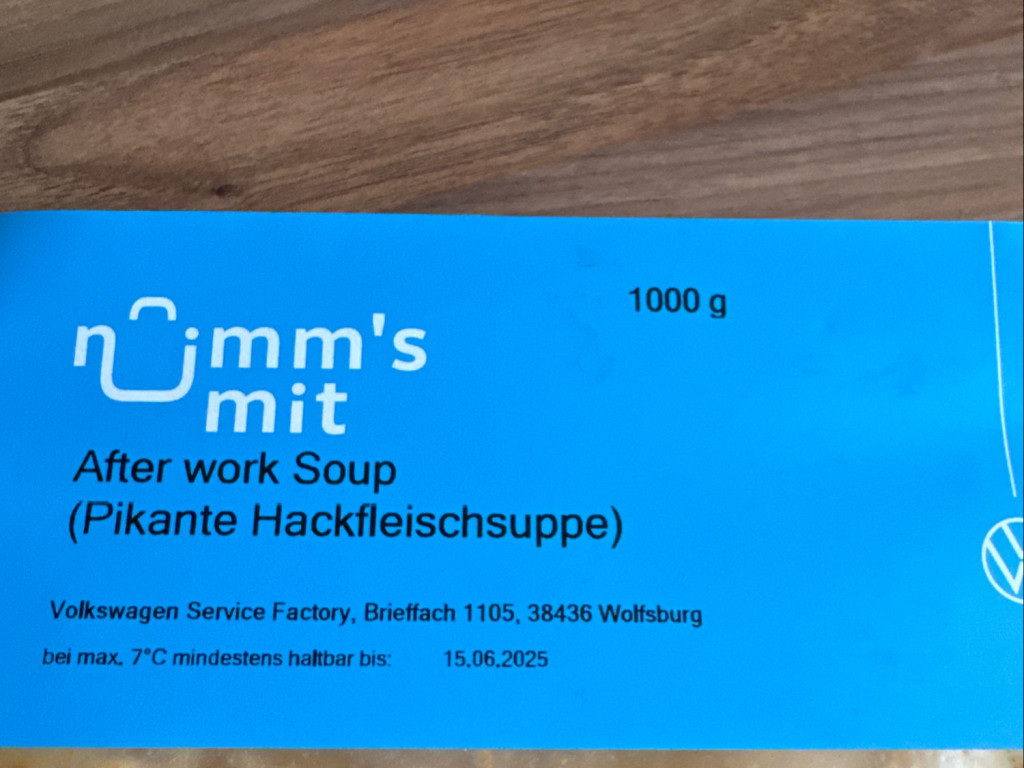 1000 g
nimm's
mit
After work Soup
(Pikante Hackfleischsuppe)
Volkswagen Service Factory, Brieffach 1105, 38436 Wolfsburg
bei max. 7°C mindestens haltbar bis: 15.06.2025